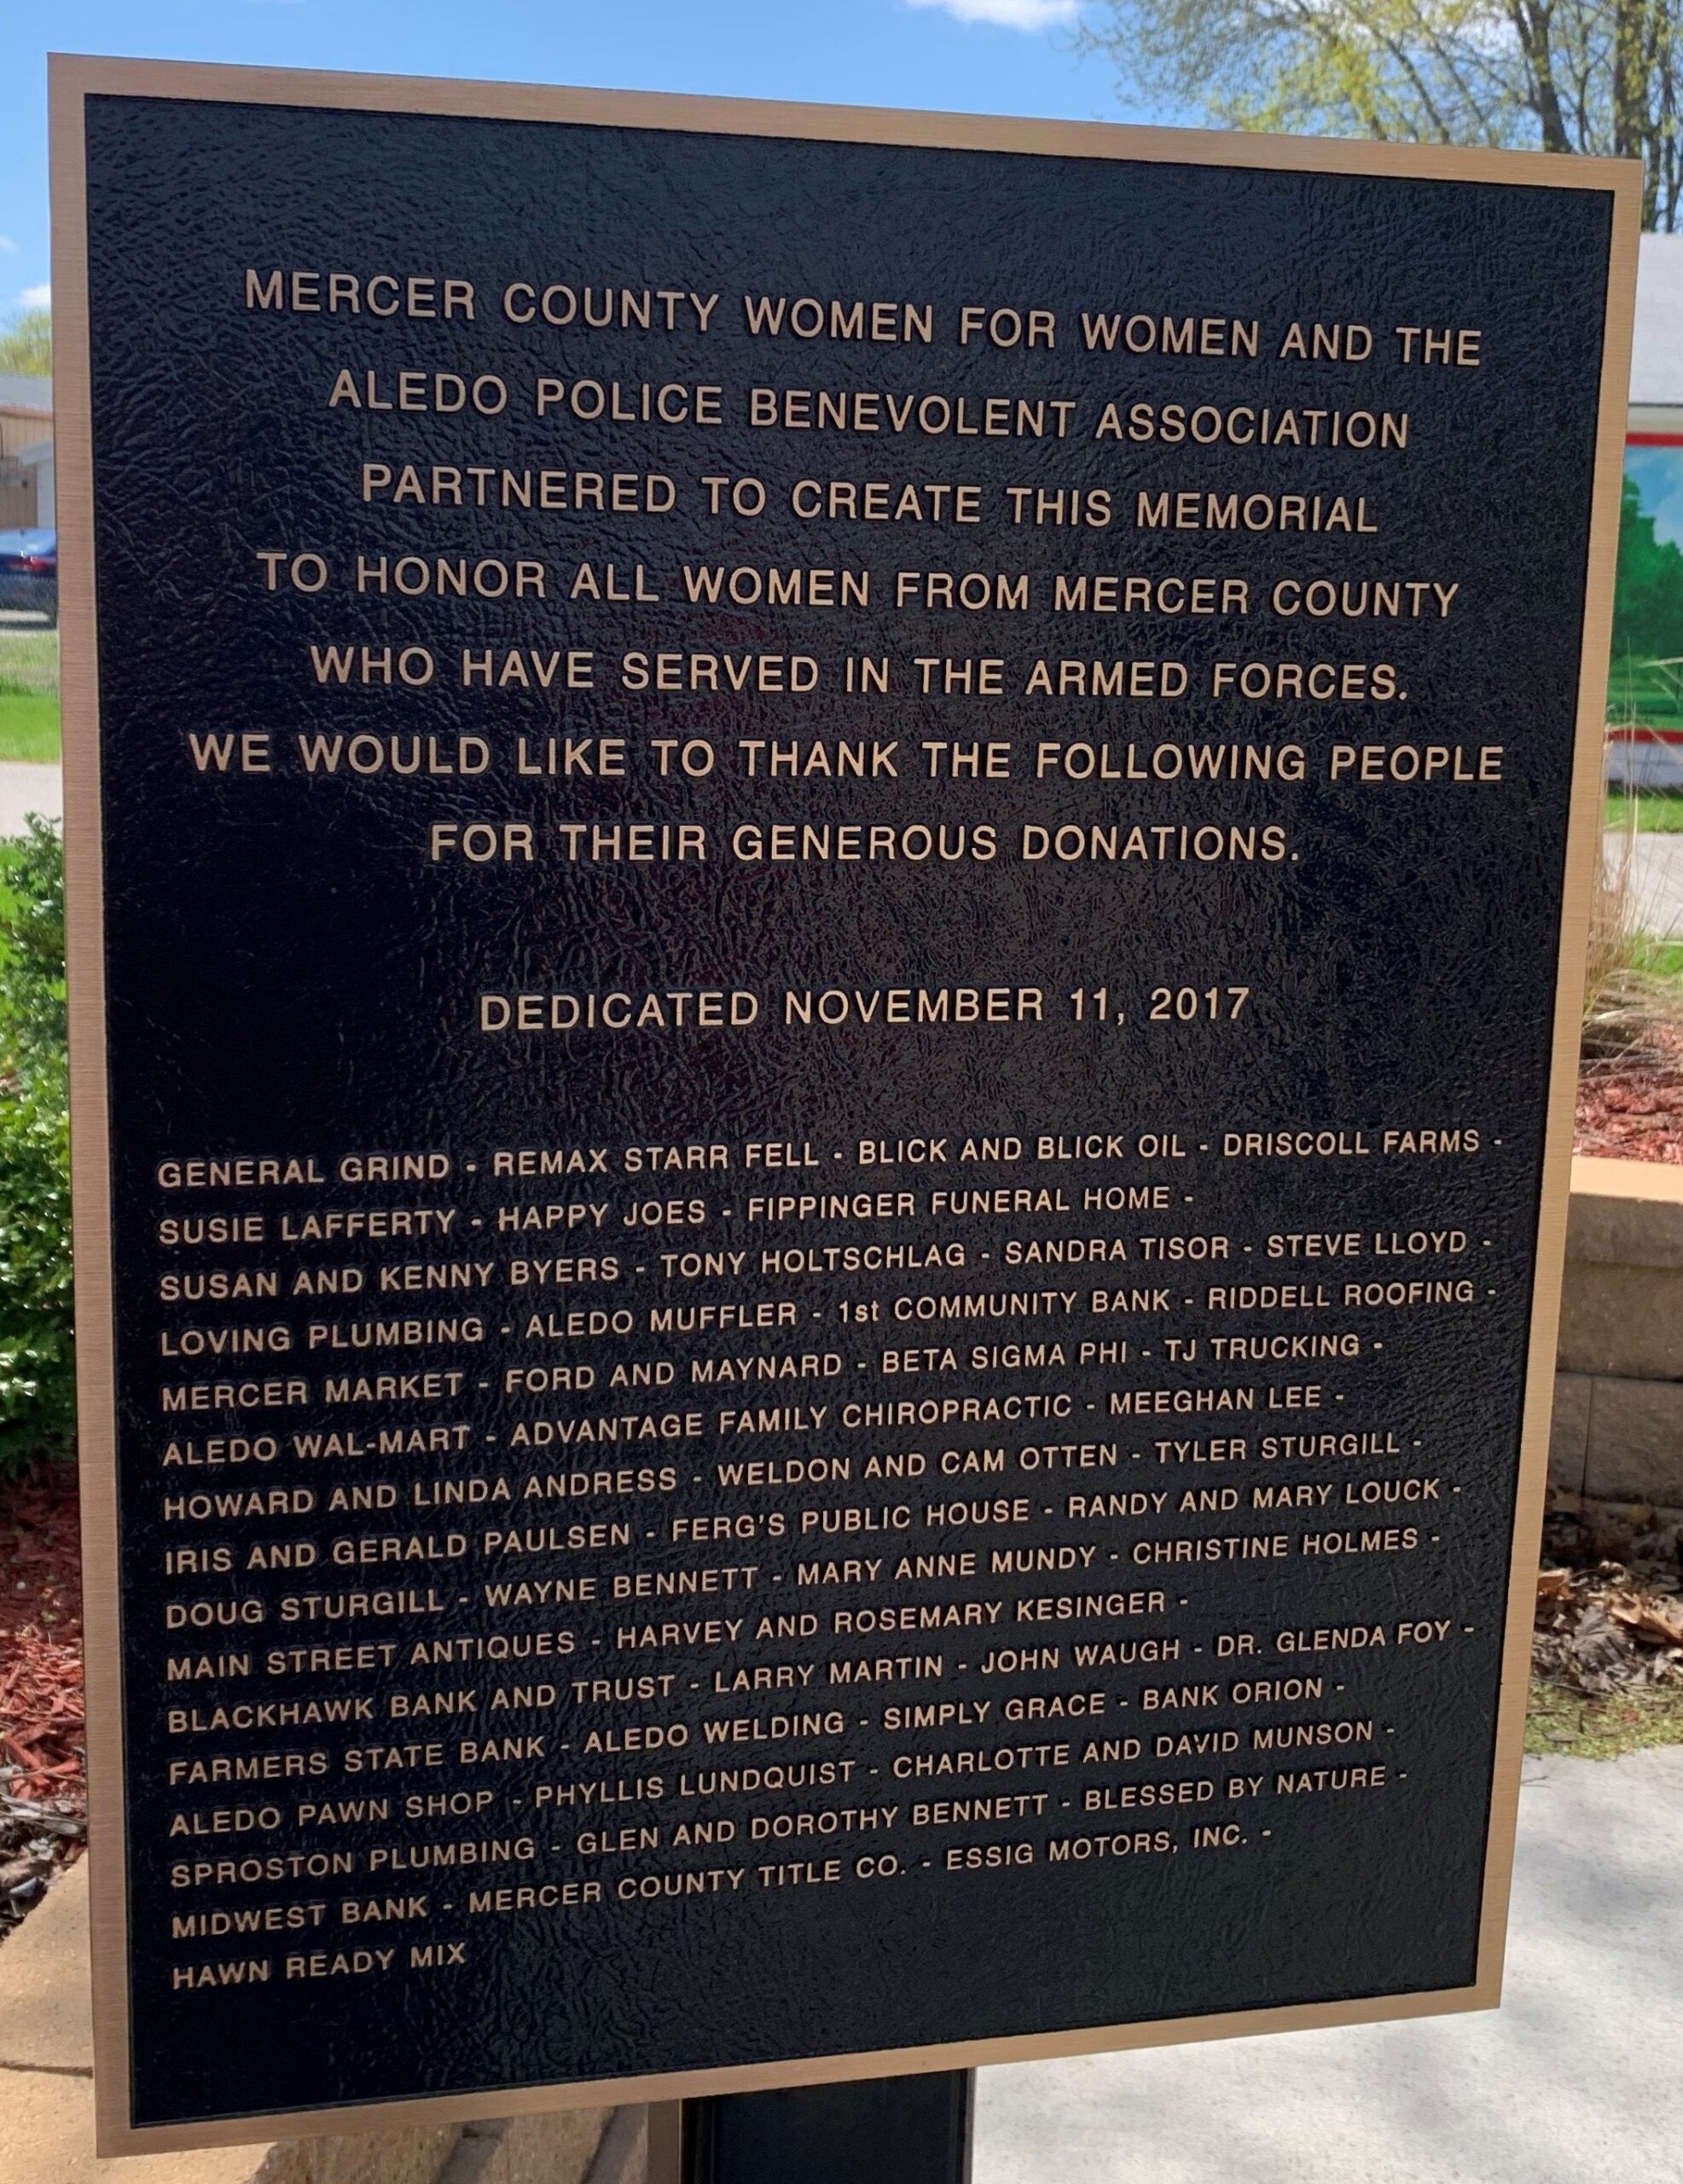 MERCER COUNTY WOMEN FOR WOMEN AND THE
ALEDO POLICE BENEVOLENT ASSOCIATION
PARTNERED TO CREATE THIS MEMORIAL
TO HONOR ALL WOMEN FROM MERCER COUNTY
WHO HAVE SERVED IN THE ARMED FORCES.
WE WOULD LIKE TO THANK THE FOLLOWING PEOPLE
FOR THEIR GENEROUS DONATIONS.
DEDICATED NOVEMBER 11, 2017
GENERAL GRIND - REMAX STARR FELL - BLICK AND BLICK OIL - DRISCOLL FARMS -
SUSIE LAFFERTY - HAPPY JOES - FIPPINGER FUNERAL HOME -
SUSAN AND KENNY BYERS - TONY HOLTSCHLAG - SANDRA TISOR - STEVE LLOYD -
LOVING PLUMBING - ALEDO MUFFLER - 1st COMMUNITY BANK - RIDDELL ROOFING -
MERCER MARKET - FORD AND MAYNARD - BETA SIGMA PHI - TJ TRUCKING -
ALEDO WAL-MART - ADVANTAGE FAMILY CHIROPRACTIC - MEEGHAN LEE -
HOWARD AND LINDA ANDRESS - WELDON AND CAM OTTEN - TYLER STURGILL -
IRIS AND GERALD PAULSEN - FERG'S PUBLIC HOUSE - RANDY AND MARY LOUCK -
DOUG STURGILL - WAYNE BENNETT - MARY ANNE MUNDY - CHRISTINE HOLMES -
MAIN STREET ANTIQUES - HARVEY AND ROSEMARY KESINGER -
BLACKHAWK BANK AND TRUST - LARRY MARTIN - JOHN WAUGH - DR. GLENDA FOY -
FARMERS STATE BANK - ALEDO WELDING - SIMPLY GRACE - BANK ORION -
ALEDO PAWN SHOP - PHYLLIS LUNDQUIST - CHARLOTTE AND DAVID MUNSON -
SPROSTON PLUMBING - GLEN AND DOROTHY BENNETT - BLESSED BY NATURE -
MIDWEST BANK - MERCER COUNTY TITLE CO. - ESSIG MOTORS, INC. -
HAWN READY MIX